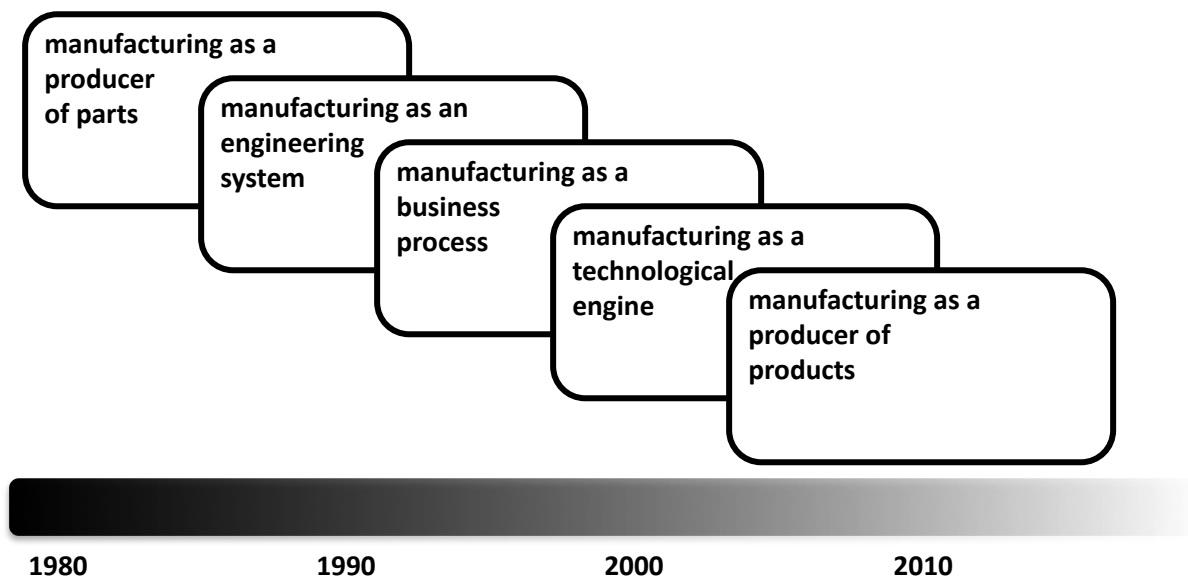 manufacturing as a
producer
of parts
manufacturing as an
engineering
system
manufacturing as a
business
process
manufacturing as a
technological
engine
manufacturing as a
producer of
products
1980 1990 2000 2010